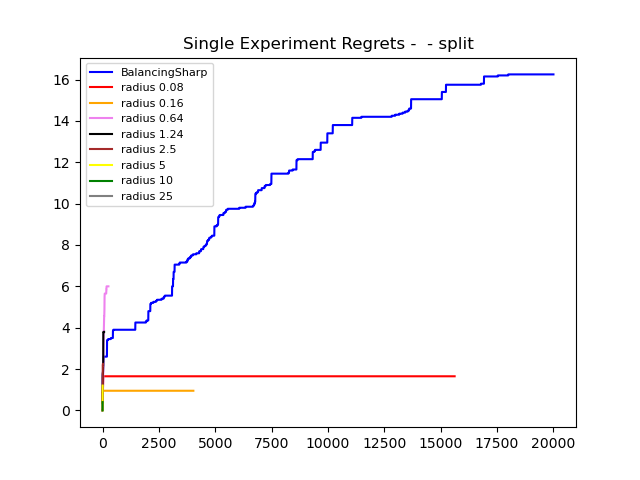 Single Experiment Regrets -  - split
BalancingSharp
radius 0.08
radius 0.16
radius 0.64
radius 1.24
radius 2.5
radius 5
radius 10
radius 25
16
14
12
10
8
6
4
2
0
0 2500 5000 7500 10000 12500 15000 17500 20000